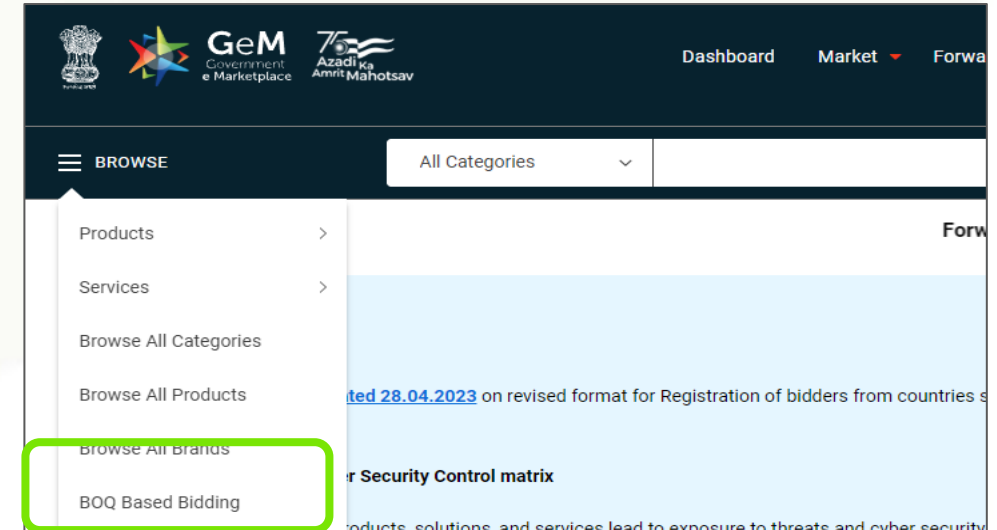 GeM
Government
e Marketplace
Azadi Ka
Amrit Mahotsav
Dashboard
Market
Forwa
BROWSE
All Categories
Products
Forw
Services
Browse All Categories
Browse All Products
ted 28.04.2023 on revised format for Registration of bidders from countries s
Browse All Brands
r Security Control matrix
BOQ Based Bidding
roducts, solutions, and services lead to exposure to threats and cyber security